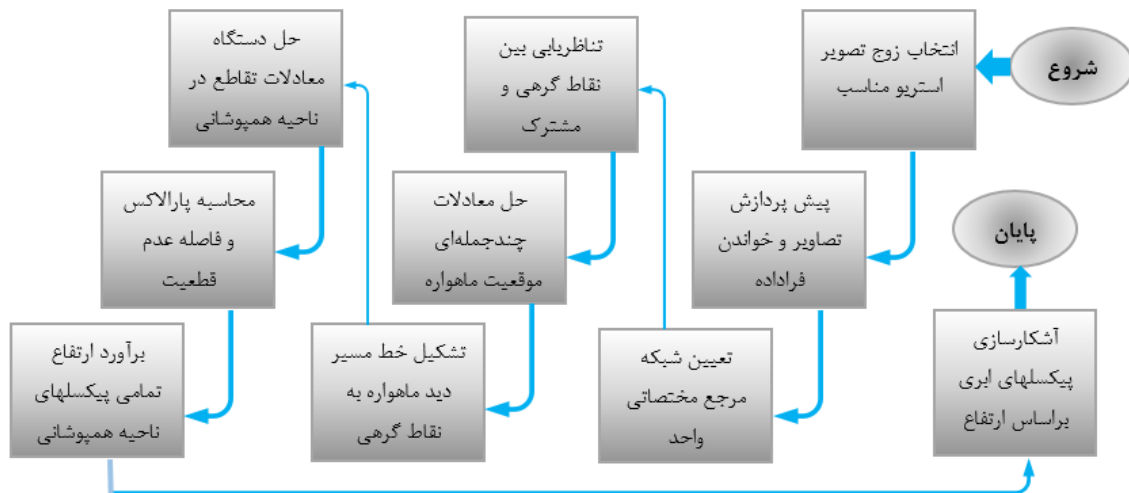 شروع
انتخاب زوج تصویر
استریو مناسب
پیش پردازش
تصاویر و خواندن
فراداده
تعیین شبکه
مرجع مختصاتی
واحد
تناظریابی بین
نقاط گرهی و
مشترک
حل معادلات
چندجمله‌ای
موقعیت ماهواره
تشکیل خط مسیر
دید ماهواره به
نقاط گرهی
حل دستگاه
معادلات تقاطع در
ناحیه همپوشانی
محاسبه پارالاکس
و فاصله عدم
قطعیت
برآورد ارتفاع
تمامی پیکسلهای
ناحیه همپوشانی
آشکارسازی
پیکسلهای ابری
براساس ارتفاع
پایان